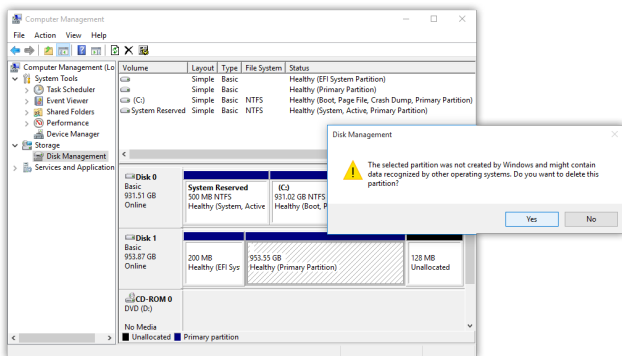 Computer Management
File Action View Help
Computer Management (Lo
System Tools
Task Scheduler
Event Viewer
Shared Folders
Performance
Device Manager
Storage
Disk Management
Services and Application
Volume Layout Type File System Status
Simple Basic Healthy (EFI System Partition)
Simple Basic Healthy (Primary Partition)
(C:) Simple Basic NTFS Healthy (Boot, Page File, Crash Dump, Primary Partition)
System Reserved Simple Basic NTFS Healthy (System, Active, Primary Partition)
Disk Management
The selected partition was not created by Windows and might contain
data recognized by other operating systems. Do you want to delete this
partition?
Yes No
Disk 0
Basic
931.51 GB
Online
System Reserved
500 MB NTFS
Healthy (System, Active
(C:)
931.02 GB NTFS
Healthy (Boot, P
Disk 1
Basic
953.87 GB
Online
200 MB
Healthy (EFI Sys
953.55 GB
Healthy (Primary Partition)
128 MB
Unallocated
CD-ROM 0
DVD (D:)
No Media
Unallocated Primary partition